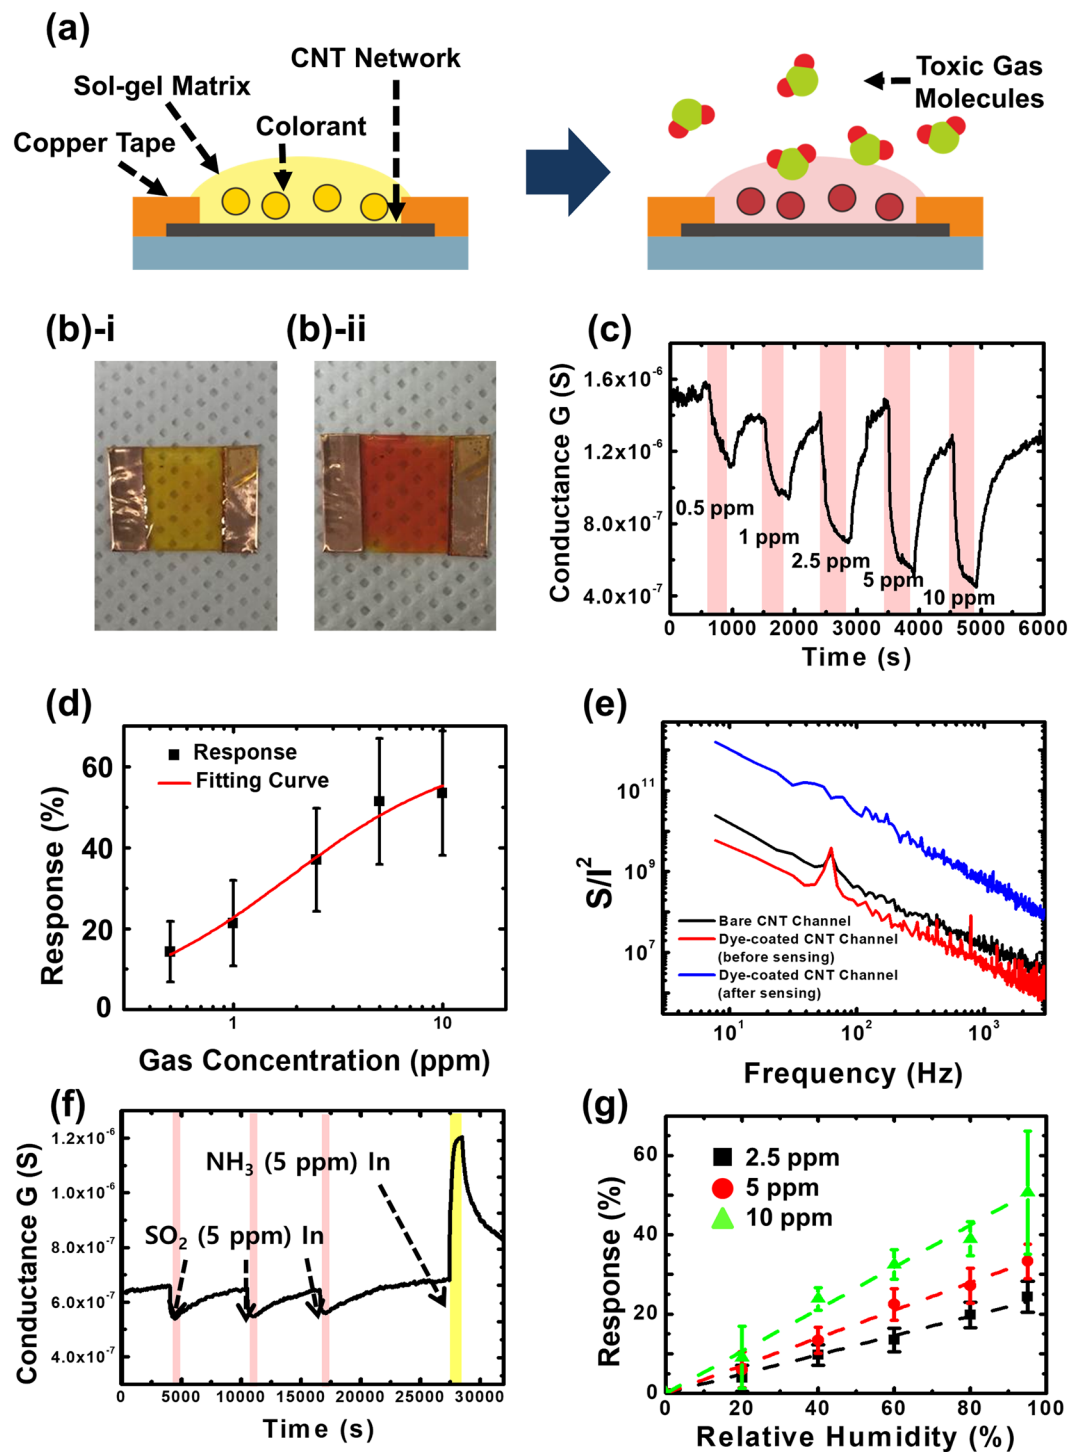 (a)
CNT Network
Sol-gel Matrix
Colorant
Copper Tape
Toxic Gas
Molecules
(b)-i
(b)-ii
(c)
Conductance G (S)
1.6x10⁻⁶
1.2x10⁻⁶
8.0x10⁻⁷
4.0x10⁻⁷
0.5 ppm
1 ppm
2.5 ppm
5 ppm
10 ppm
0 1000 2000 3000 4000 5000 6000
Time (s)
(d)
Response (%)
60
40
20
0
Response
Fitting Curve
1 10
Gas Concentration (ppm)
(e)
S/I²
10¹¹
10⁹
10⁷
Bare CNT Channel
Dye-coated CNT Channel
(before sensing)
Dye-coated CNT Channel
(after sensing)
10¹ 10² 10³
Frequency (Hz)
(f)
Conductance G (S)
1.2x10⁻⁶
1.0x10⁻⁶
8.0x10⁻⁷
6.0x10⁻⁷
4.0x10⁻⁷
NH₃ (5 ppm) In
SO₂ (5 ppm) In
0 5000 10000 15000 20000 25000 30000
Time (s)
(g)
Response (%)
60
40
20
0
2.5 ppm
5 ppm
10 ppm
0 20 40 60 80 100
Relative Humidity (%)